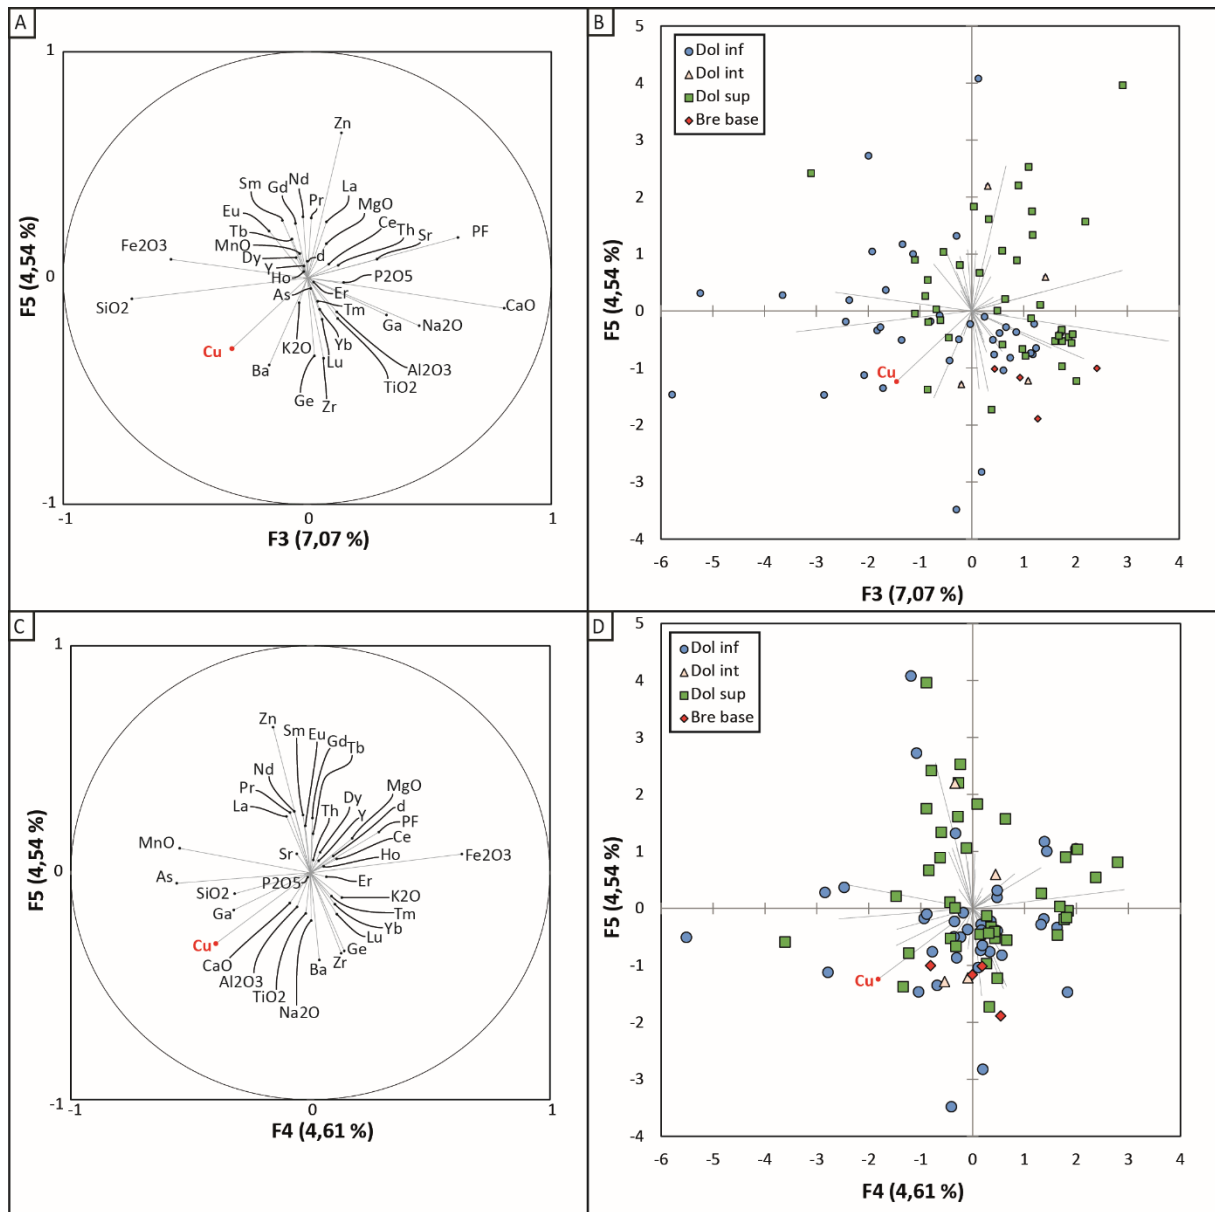 A
1
Zn
Sm
Gd
Nd
La
Pr
MgO
Eu
Ce
Th
Sr
Tb
PF
Fe2O3
MnO
Dy
d
Y
Ho
P2O5
0
As
Er
SiO2
CaO
Tm
Ga
Na2O
Cu
K2O
Yb
Ba
Lu
Al2O3
TiO2
Ge
Zr
-1
-1
0
1
F3 (7,07 %)
F5 (4,54 %)
B
Dol inf
Dol int
Dol sup
Bre base
5
4
3
2
1
0
-1
-2
-3
-4
Cu
-6 -5 -4 -3 -2 -1 0 1 2 3 4
F3 (7,07 %)
F5 (4,54 %)
C
1
Zn
Sm
Eu
Gd
Tb
Nd
Pr
MgO
La
Dy
d
Th
Y
PF
MnO
Ce
Sr
Fe2O3
Ho
0
As
P2O5
Er
SiO2
K2O
Ga
Tm
Yb
Cu
Lu
CaO
Ge
Al2O3
Ba
Zr
TiO2
Na2O
-1
-1
0
1
F4 (4,61 %)
F5 (4,54 %)
D
Dol inf
Dol int
Dol sup
Bre base
5
4
3
2
1
0
-1
-2
-3
-4
Cu
-6 -5 -4 -3 -2 -1 0 1 2 3 4
F4 (4,61 %)
F5 (4,54 %)